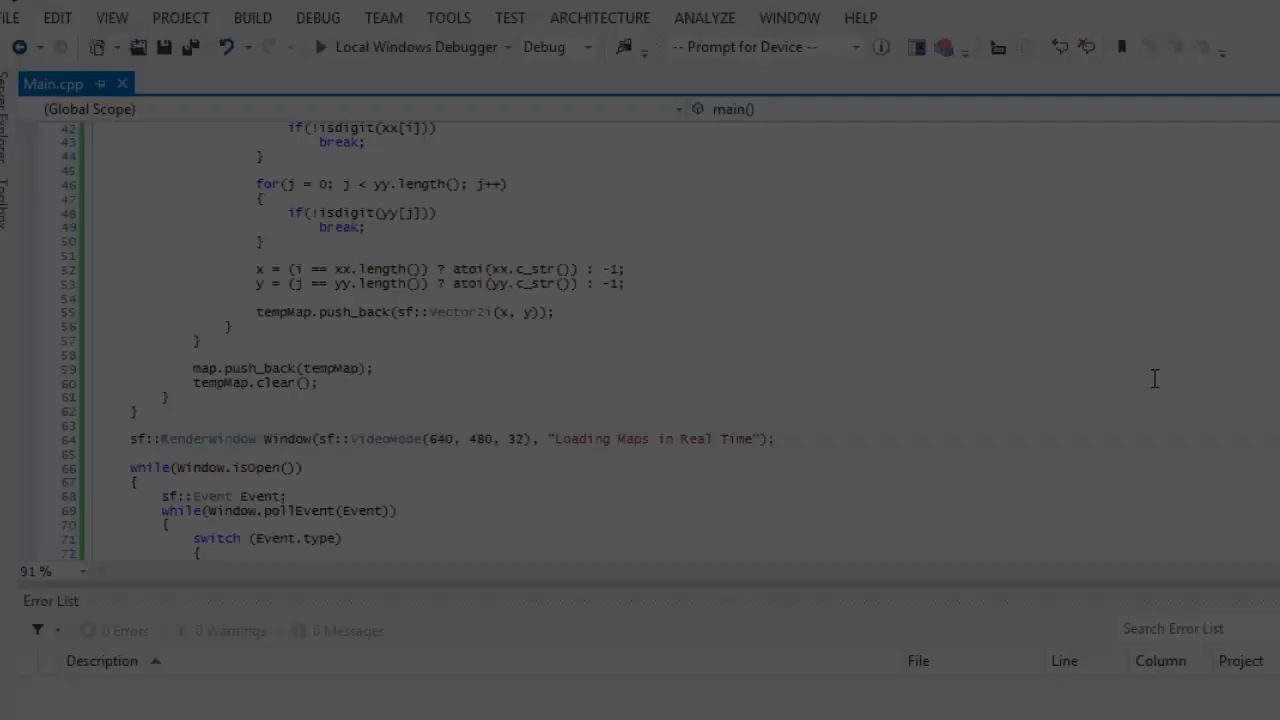 FILE EDIT VIEW PROJECT BUILD DEBUG TEAM TOOLS TEST ARCHITECTURE ANALYZE WINDOW HELP
Local Windows Debugger Debug -- Prompt for Device --
Server Explorer
Toolbox
Main.cpp
(Global Scope) main()
42 if(!isdigit(xx[i]))
43 break;
44 }
45
46 for(j = 0; j < yy.length(); j++)
47 {
48 if(!isdigit(yy[j]))
49 break;
50 }
51
52 x = (i == xx.length()) ? atoi(xx.c_str()) : -1;
53 y = (j == yy.length()) ? atoi(yy.c_str()) : -1;
54
55 tempMap.push_back(sf::Vector2i(x, y));
56 }
57 }
58
59 map.push_back(tempMap);
60 tempMap.clear();
61 }
62 }
63
64 sf::RenderWindow Window(sf::VideoMode(640, 480, 32), "Loading Maps in Real Time");
65
66 while(Window.isOpen())
67 {
68 sf::Event Event;
69 while(Window.pollEvent(Event))
70 {
71 switch (Event.type)
72 {
91 %
Error List
0 Errors 0 Warnings 0 Messages Search Error List
Description File Line Column Project